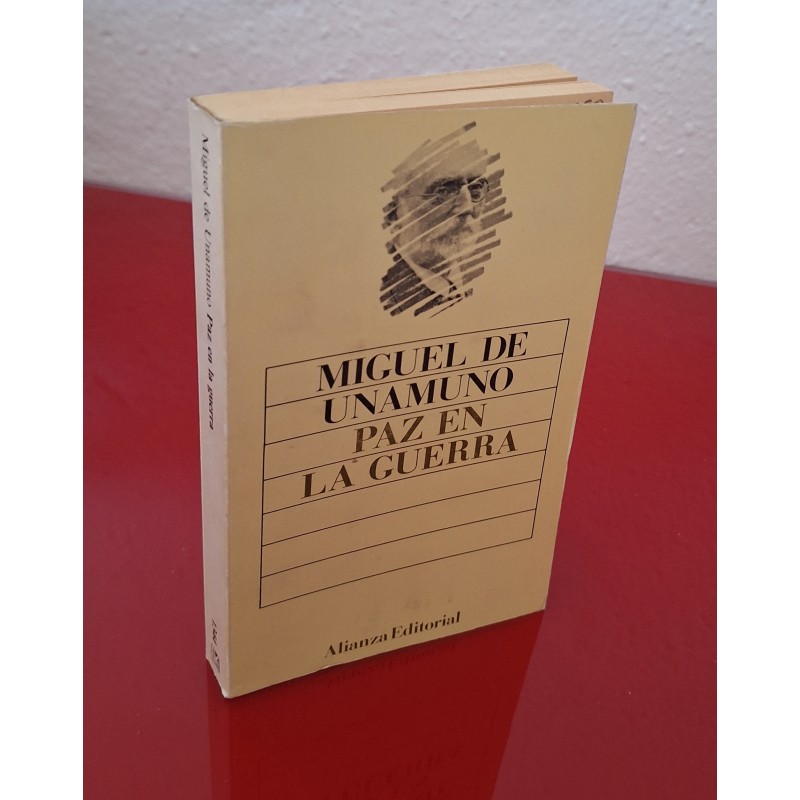 MIGUEL DE
UNAMUNO
PAZ EN
LA GUERRA
Alianza Editorial
Miguel de Unamuno Paz en la guerra